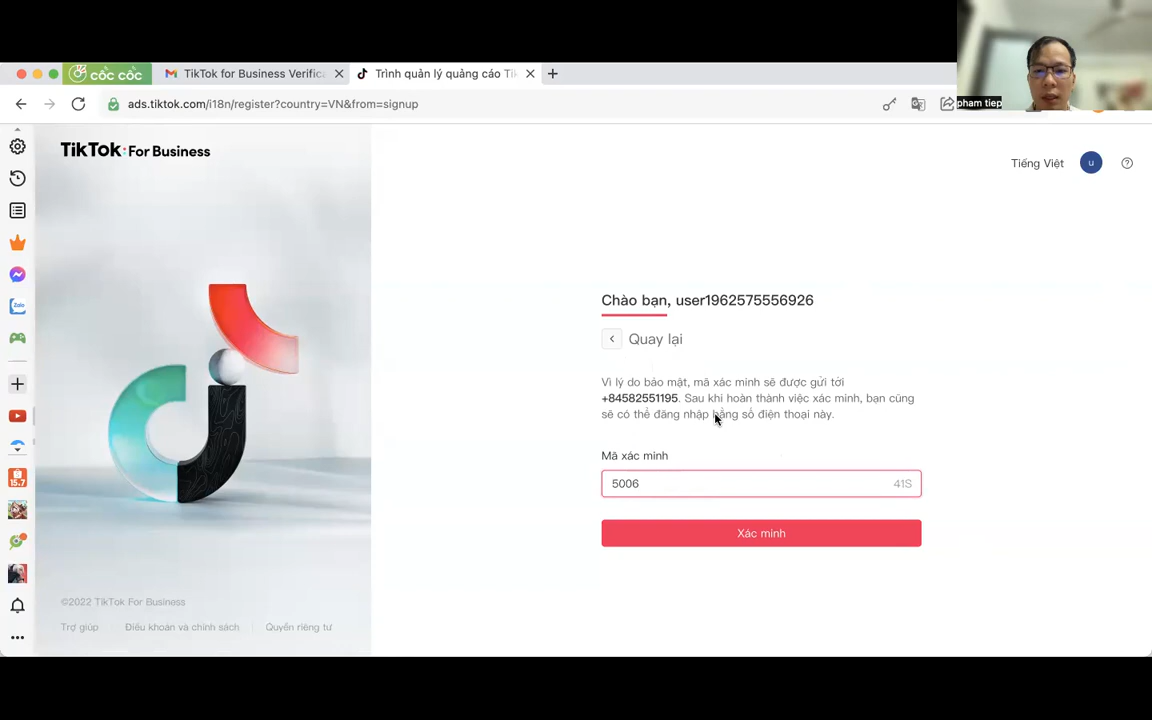 cốc cốc
TikTok for Business Verifica
Trình quản lý quảng cáo Tik
ads.tiktok.com/i18n/register?country=VN&from=signup
pham tiep
TikTok: For Business
Tiếng Việt
u
Chào bạn, user1962575556926
Quay lại
Vì lý do bảo mật, mã xác minh sẽ được gửi tới
+84582551195. Sau khi hoàn thành việc xác minh, bạn cũng
sẽ có thể đăng nhập bằng số điện thoại này.
Mã xác minh
5006
41S
Xác minh
Zalo
15.7
©2022 TikTok For Business
Trợ giúp
Điều khoản và chính sách
Quyền riêng tư